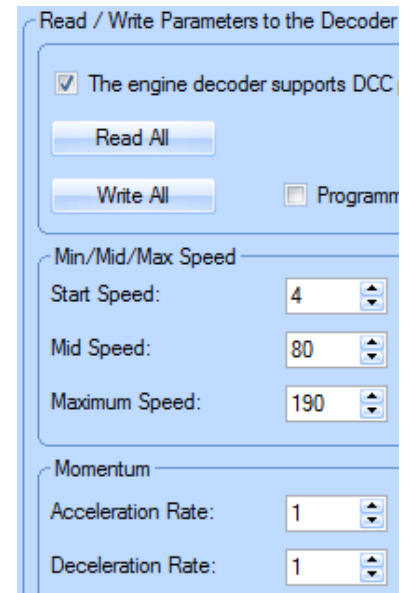 Read / Write Parameters to the Decoder
The engine decoder supports DCC
Read All
Write All
Min/Mid/Max Speed
Start Speed: 4
Mid Speed: 80
Maximum Speed: 190
Momentum
Acceleration Rate: 1
Deceleration Rate: 1